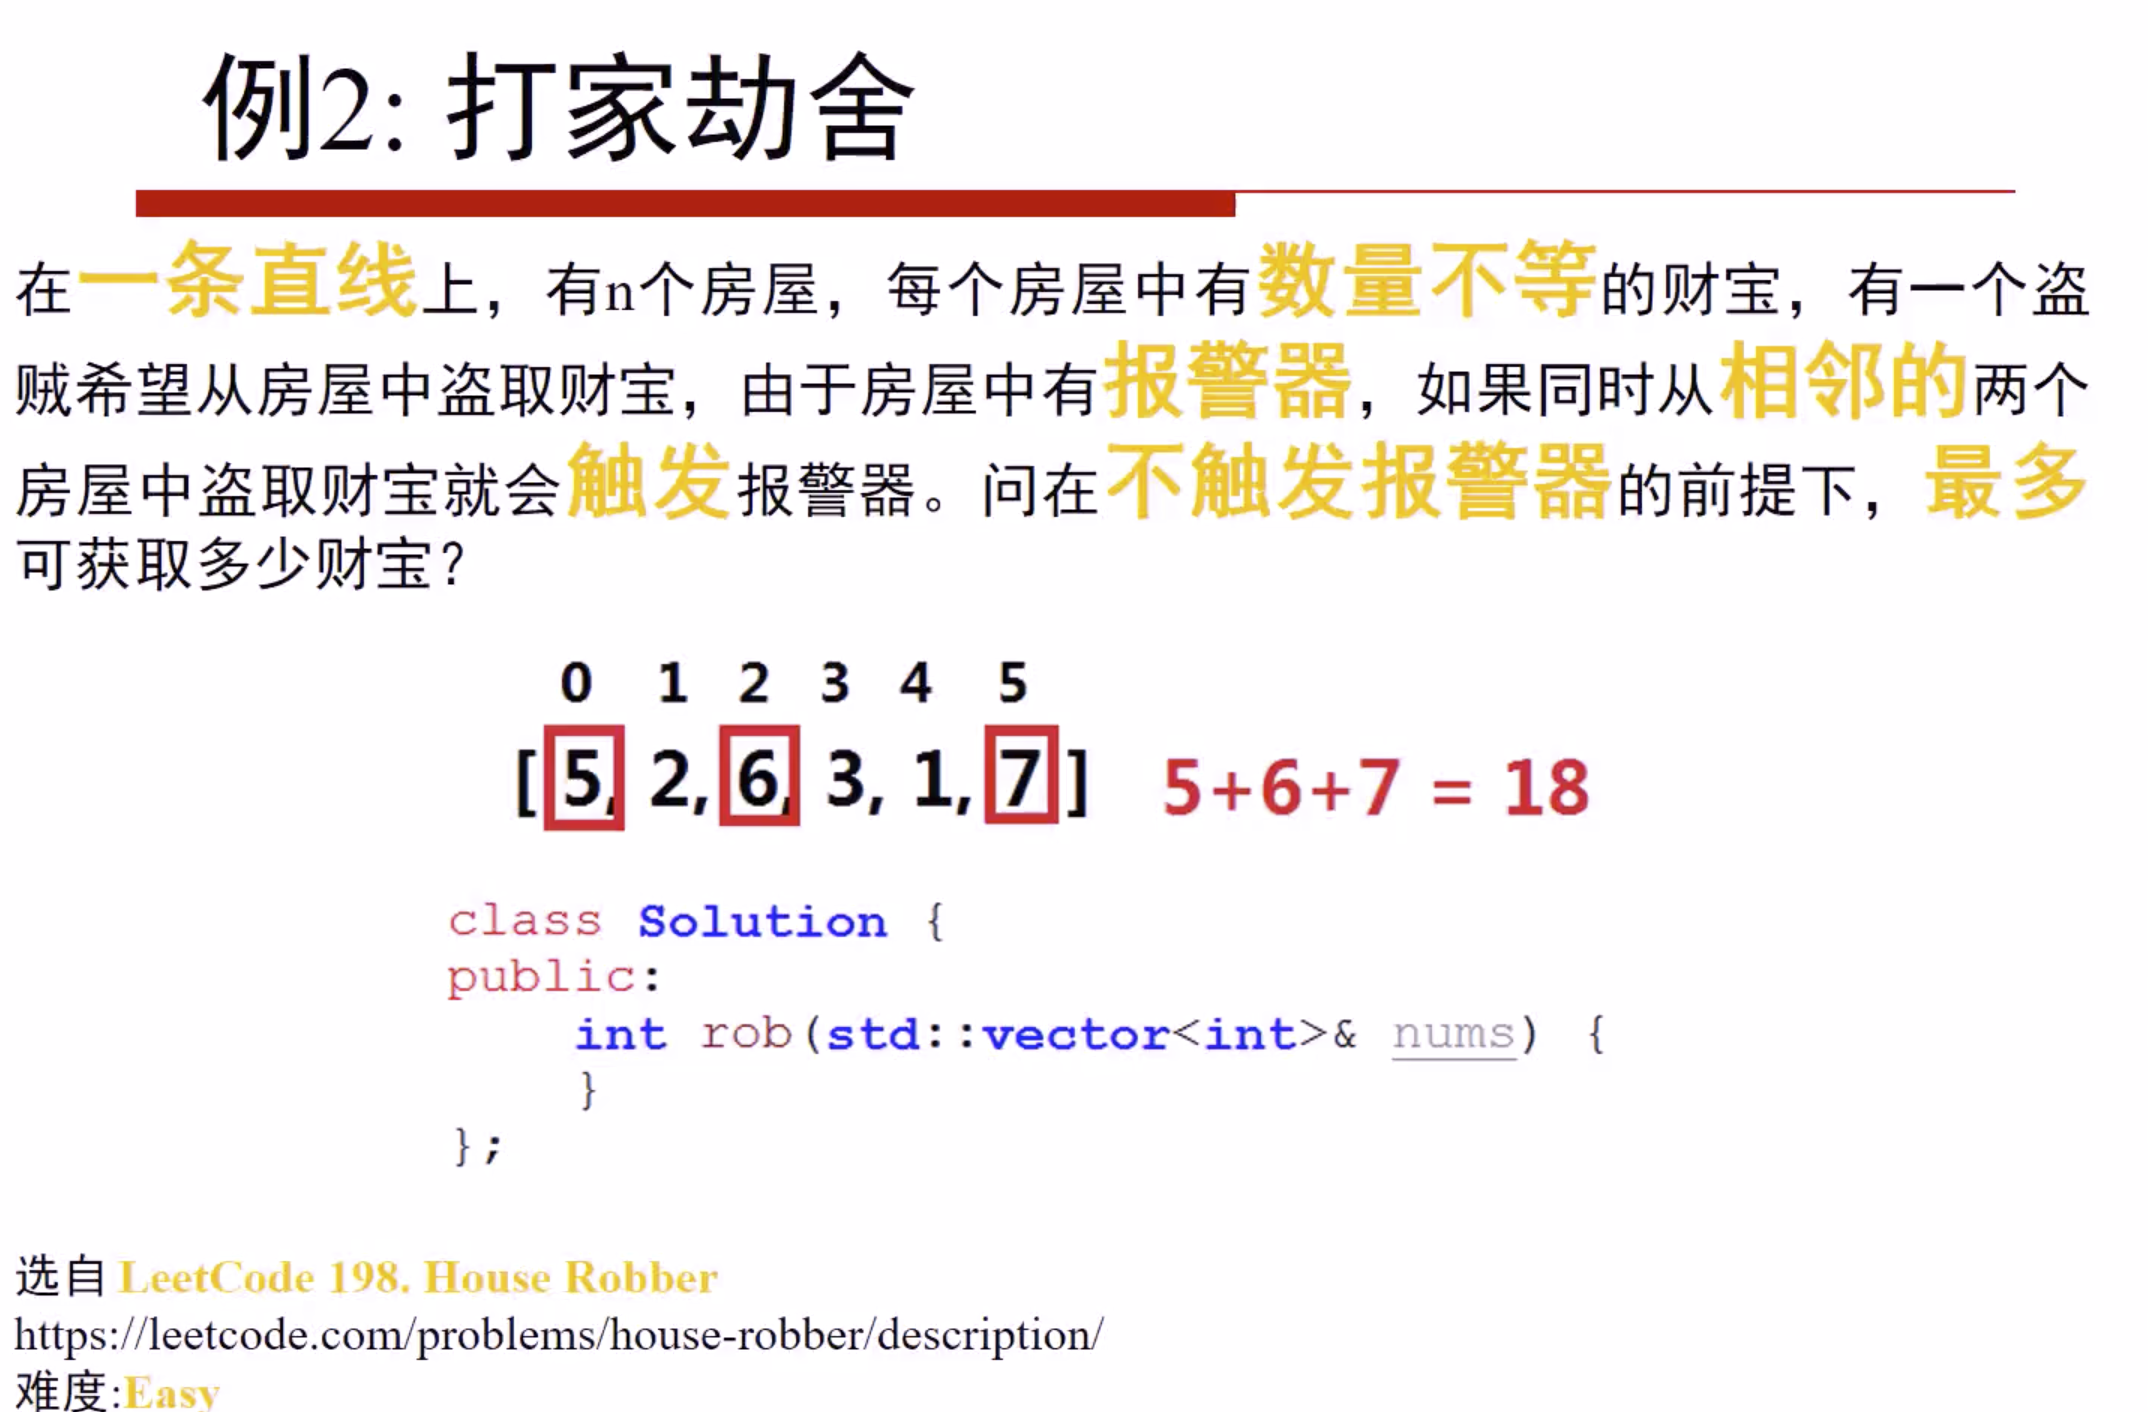 例2: 打家劫舍
在一条直线上，有n个房屋，每个房屋中有数量不等的财宝，有一个盗
贼希望从房屋中盗取财宝，由于房屋中有报警器，如果同时从相邻的两个
房屋中盗取财宝就会触发报警器。问在不触发报警器的前提下，最多
可获取多少财宝？
0 1 2 3 4 5
[5, 2, 6, 3, 1, 7] 5+6+7 = 18
class Solution {
public:
    int rob(std::vector<int>& nums) {
    }
};
选自 LeetCode 198. House Robber
https://leetcode.com/problems/house-robber/description/
难度:Easy